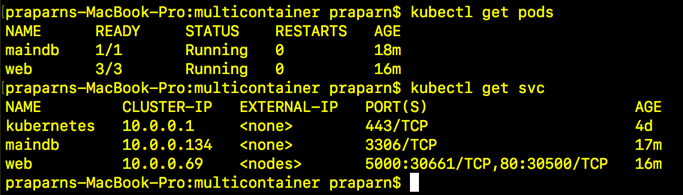 [praparns-MacBook-Pro:multicontainer praparn$ kubectl get pods
NAME READY STATUS RESTARTS AGE
maindb 1/1 Running 0 18m
web 3/3 Running 0 16m
[praparns-MacBook-Pro:multicontainer praparn$ kubectl get svc
NAME CLUSTER-IP EXTERNAL-IP PORT(S) AGE
kubernetes 10.0.0.1 <none> 443/TCP 4d
maindb 10.0.0.134 <none> 3306/TCP 17m
web 10.0.0.69 <nodes> 5000:30661/TCP,80:30500/TCP 16m
praparns-MacBook-Pro:multicontainer praparn$